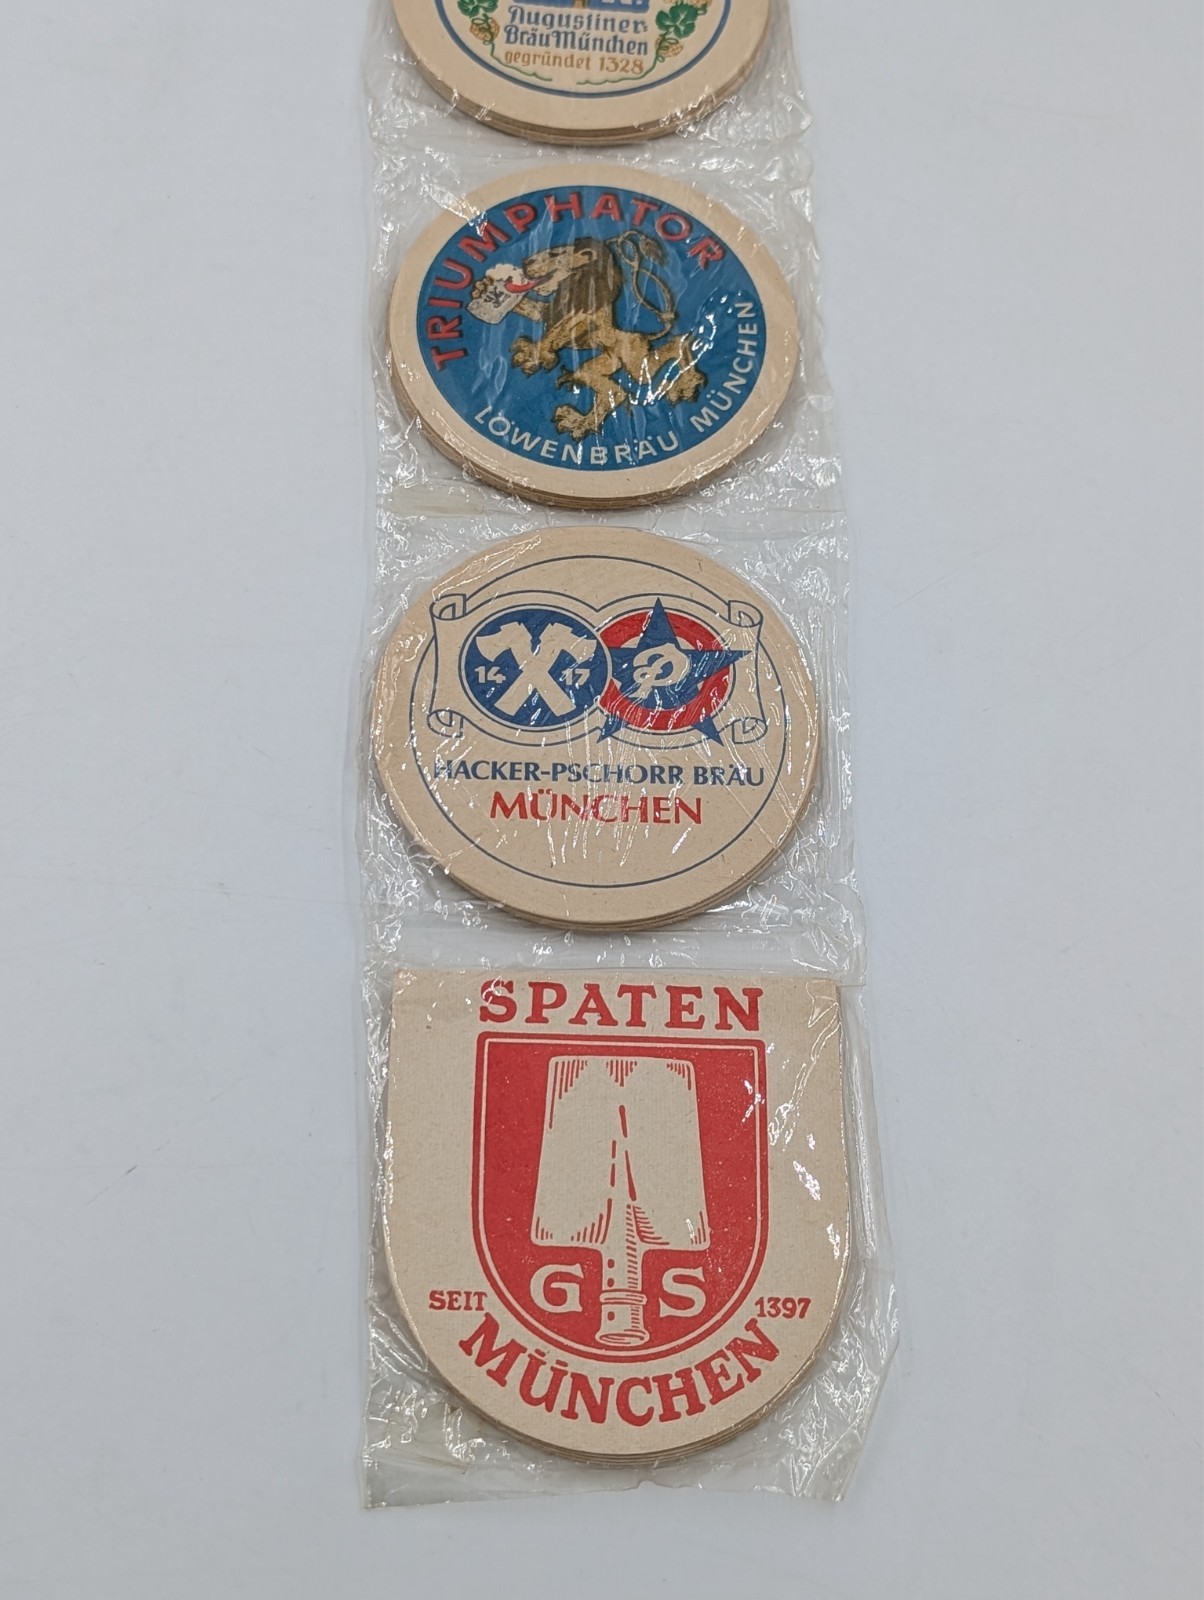 Augustiner
Bräu München
gegründet 1328
TRIUMPHATOR
LÖWENBRÄU MÜNCHEN
14 17
P
HACKER-PSCHORR BRÄU
MÜNCHEN
SPATEN
G S
SEIT 1397
MÜNCHEN